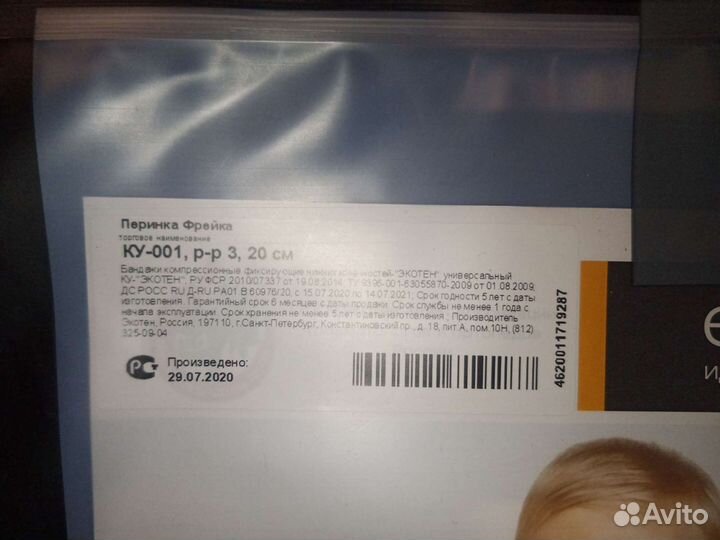 Перинка Фрейка
торговое наименование
КУ-001, р-р 3, 20 см
Бандажи компрессионные фиксирующие нижних конечностей-"ЭКОТЕН" универсальный
КУ-"ЭКОТЕН", РУ ФСР 2010/07337 от 19.08.2014, ТУ 9396-001-63055870-2009 от 01.08.2009,
ДС РОСС RU Д-RU.РА01.В.60976/20, с 15.07.2020 по 14.07.2021; Срок годности 5 лет с даты
изготовления. Гарантийный срок 6 месяцев с даты продажи. Срок службы не менее 1 года с
начала эксплуатации. Срок хранения не менее 5 лет с даты изготовления ; Производитель
Экотен, Россия, 197110, г.Санкт-Петербург, Константиновский пр., д. 18, лит.А, пом.10Н, (812)
325-09-04
РС
Произведено:
29.07.2020
4620011719287
Avito